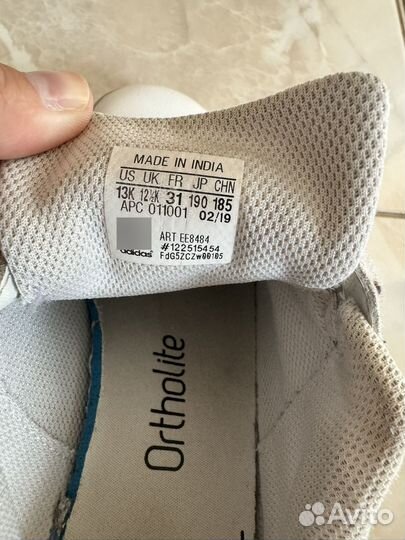 MADE IN INDIA
US UK FR JP CHN
13K 12½K 31 190 185
APC 011001 02/19
ART EE8484
#122515454
adidas FdG5ZCZw00105
Ortholite
Avito